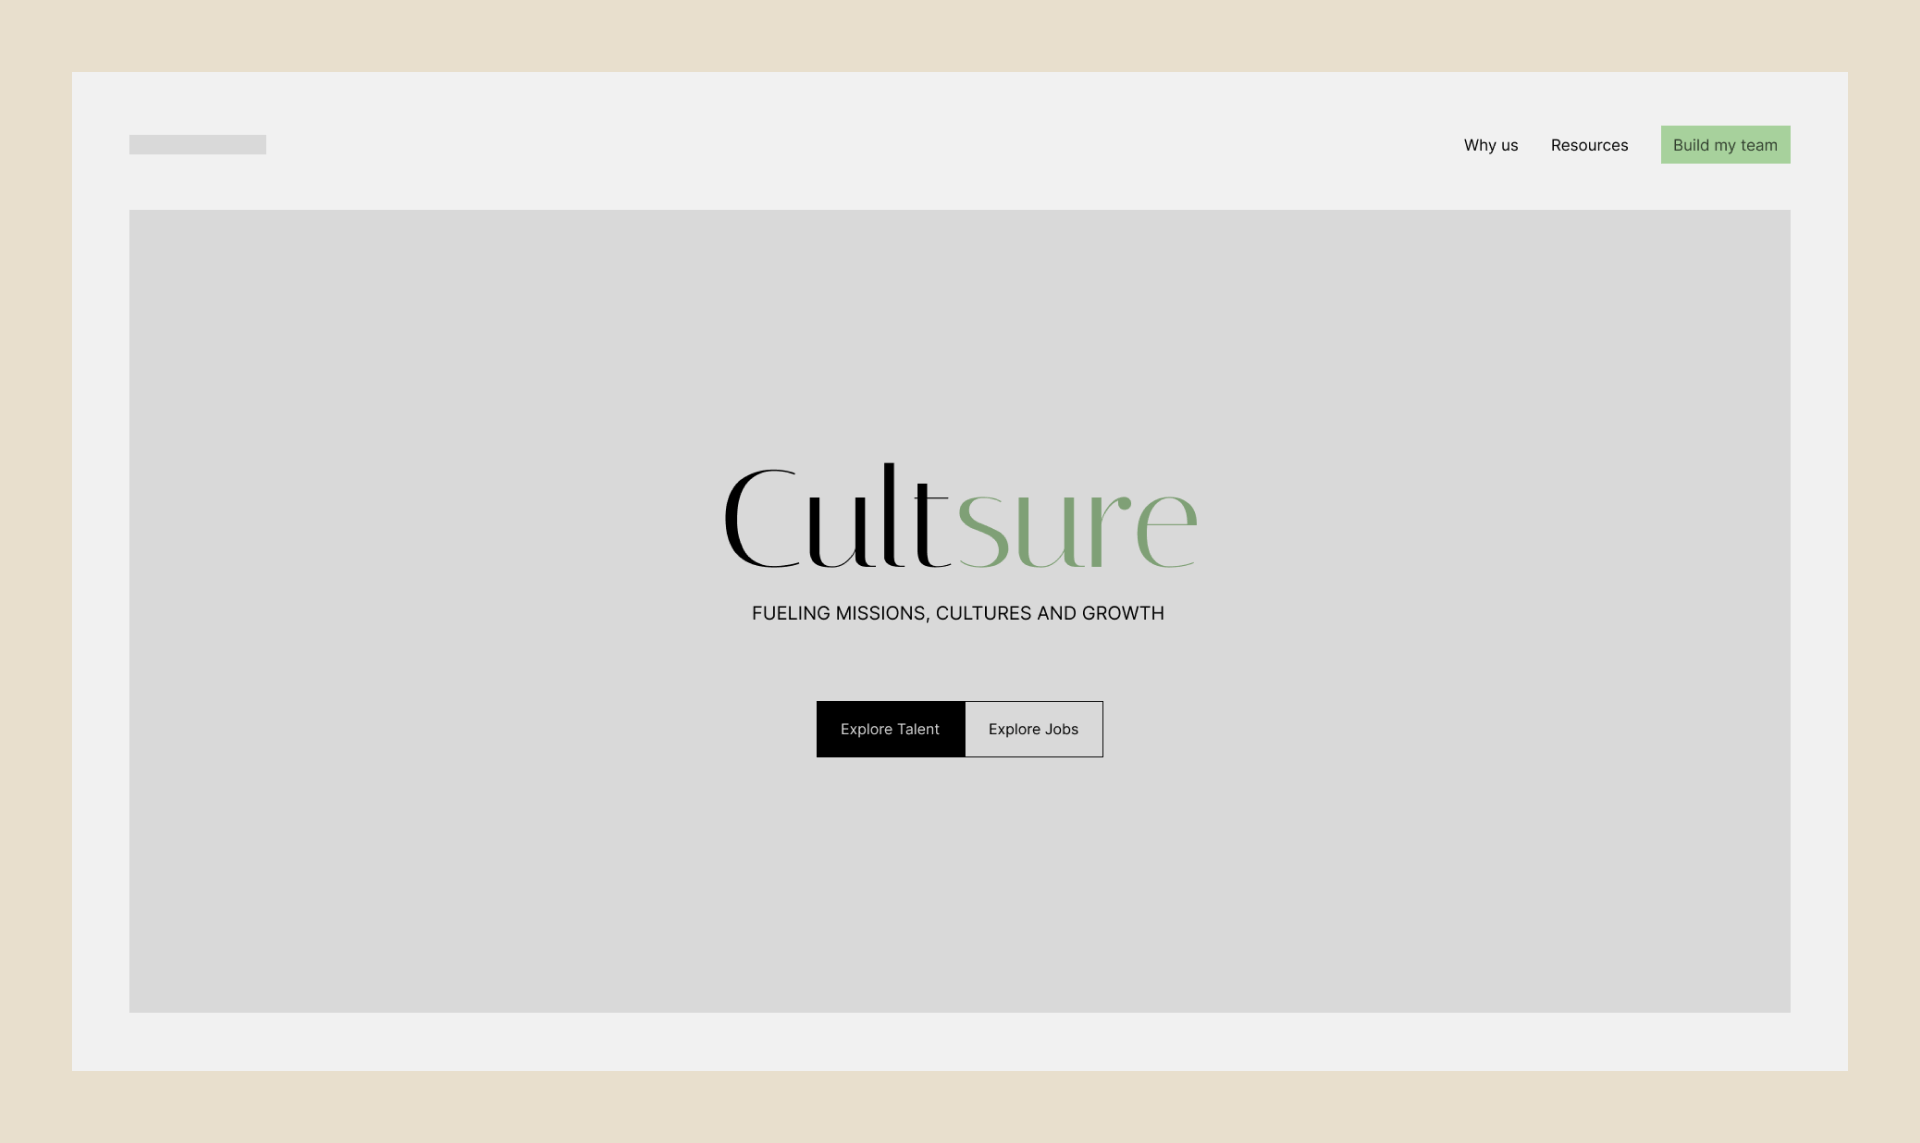 Why us Resources Build my team
Cultsure
FUELING MISSIONS, CULTURES AND GROWTH
Explore Talent Explore Jobs